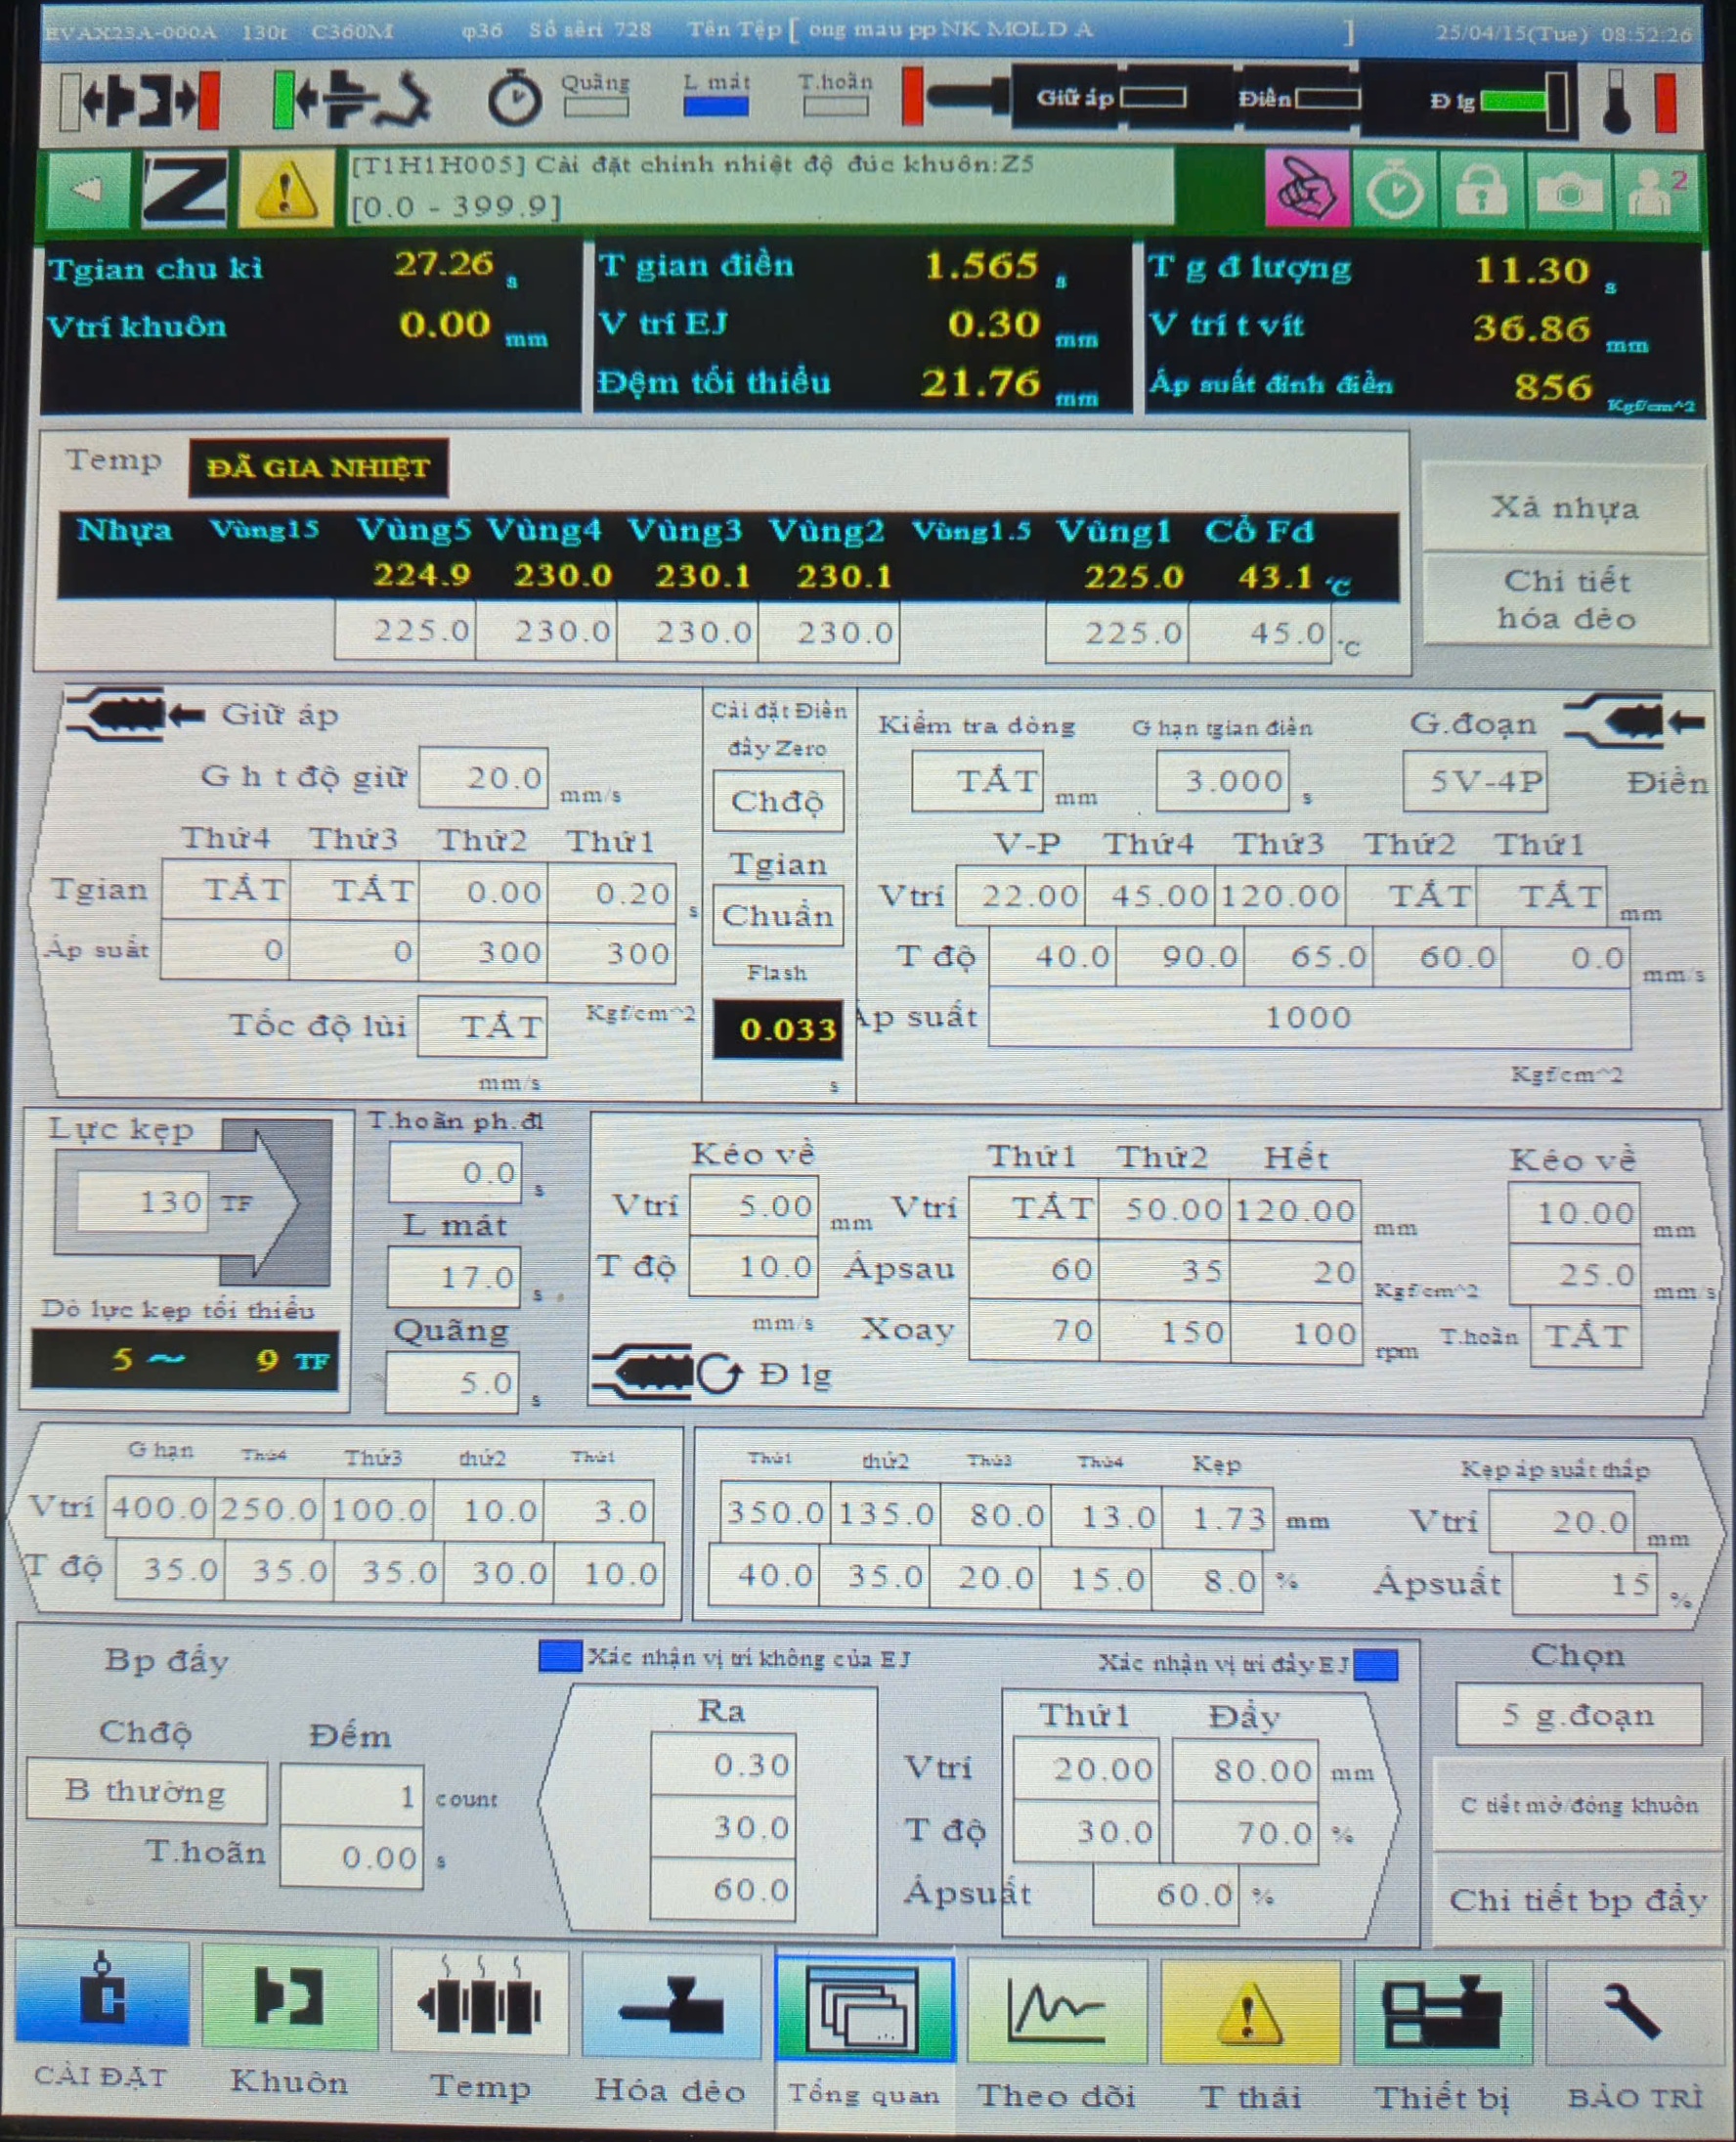 EVAX23A-000A 130t C360M φ36 Số sêri 728 Tên Tệp [ ong mau pp NK MOLD A ] 25/04/15(Tue) 08:52:26
Quãng L mát T.hoãn Giữ áp Điền Đ lg
[T1H1H005] Cài đặt chỉnh nhiệt độ đúc khuôn:Z5
[0.0 - 399.9]
2
Tgian chu kì 27.26 s T gian điền 1.565 s T g đ lượng 11.30 s
Vtrí khuôn 0.00 mm V trí EJ 0.30 mm V trí t vít 36.86 mm
Đệm tối thiểu 21.76 mm Áp suất đỉnh điền 856 Kgf/cm^2
Temp ĐÃ GIA NHIỆT
Nhựa Vùng15 Vùng5 Vùng4 Vùng3 Vùng2 Vùng1.5 Vùng1 Cổ Fd
224.9 230.0 230.1 230.1 225.0 43.1 °C
225.0 230.0 230.0 230.0 225.0 45.0 °C
Xả nhựa
Chi tiết
hóa dẻo
Giữ áp
G h t độ giữ 20.0 mm/s
Thứ4 Thứ3 Thứ2 Thứ1
Tgian TẮT TẮT 0.00 0.20 s
Áp suất 0 0 300 300
Tốc độ lùi TẮT Kgf/cm^2
mm/s
Cài đặt Điền
đầy Zero
Chđộ
Tgian
Chuẩn
Flash
0.033
s
Kiểm tra dòng G hạn tgian điền G.đoạn
TẮT mm 3.000 s 5V-4P Điền
V-P Thứ4 Thứ3 Thứ2 Thứ1
Vtrí 22.00 45.00 120.00 TẮT TẮT mm
T độ 40.0 90.0 65.0 60.0 0.0 mm/s
Áp suất 1000
Kgf/cm^2
Lực kẹp
130 TF
Dò lực kẹp tối thiểu
5 ~ 9 TF
T.hoãn ph.đl
0.0 s
L mát
17.0 s
Quãng
5.0 s
Kéo về
Vtrí 5.00 mm
T độ 10.0
mm/s
Đ lg
Thứ1 Thứ2 Hết
Vtrí TẮT 50.00 120.00 mm
Ápsau 60 35 20 Kgf/cm^2
Xoay 70 150 100 rpm
Kéo về
10.00 mm
25.0 mm/s
T.hoãn TẮT
G hạn Thứ4 Thứ3 thứ2 Thứ1
Vtrí 400.0 250.0 100.0 10.0 3.0
T độ 35.0 35.0 35.0 30.0 10.0
Thứ1 thứ2 Thứ3 Thứ4 Kẹp
350.0 135.0 80.0 13.0 1.73 mm
40.0 35.0 20.0 15.0 8.0 %
Kẹp áp suất thấp
Vtrí 20.0 mm
Ápsuất 15 %
Bp đẩy
Xác nhận vị trí không của EJ
Xác nhận vị trí đẩy EJ
Chđộ Đếm
B thường 1 count
T.hoãn 0.00 s
Ra
0.30
30.0
60.0
Thứ1 Đẩy
Vtrí 20.00 80.00 mm
T độ 30.0 70.0 %
Ápsuất 60.0 %
Chọn
5 g.đoạn
C tiết mở/đóng khuôn
Chi tiết bp đẩy
CÀI ĐẶT Khuôn Temp Hóa dẻo Tổng quan Theo dõi T thái Thiết bị BẢO TRÌ